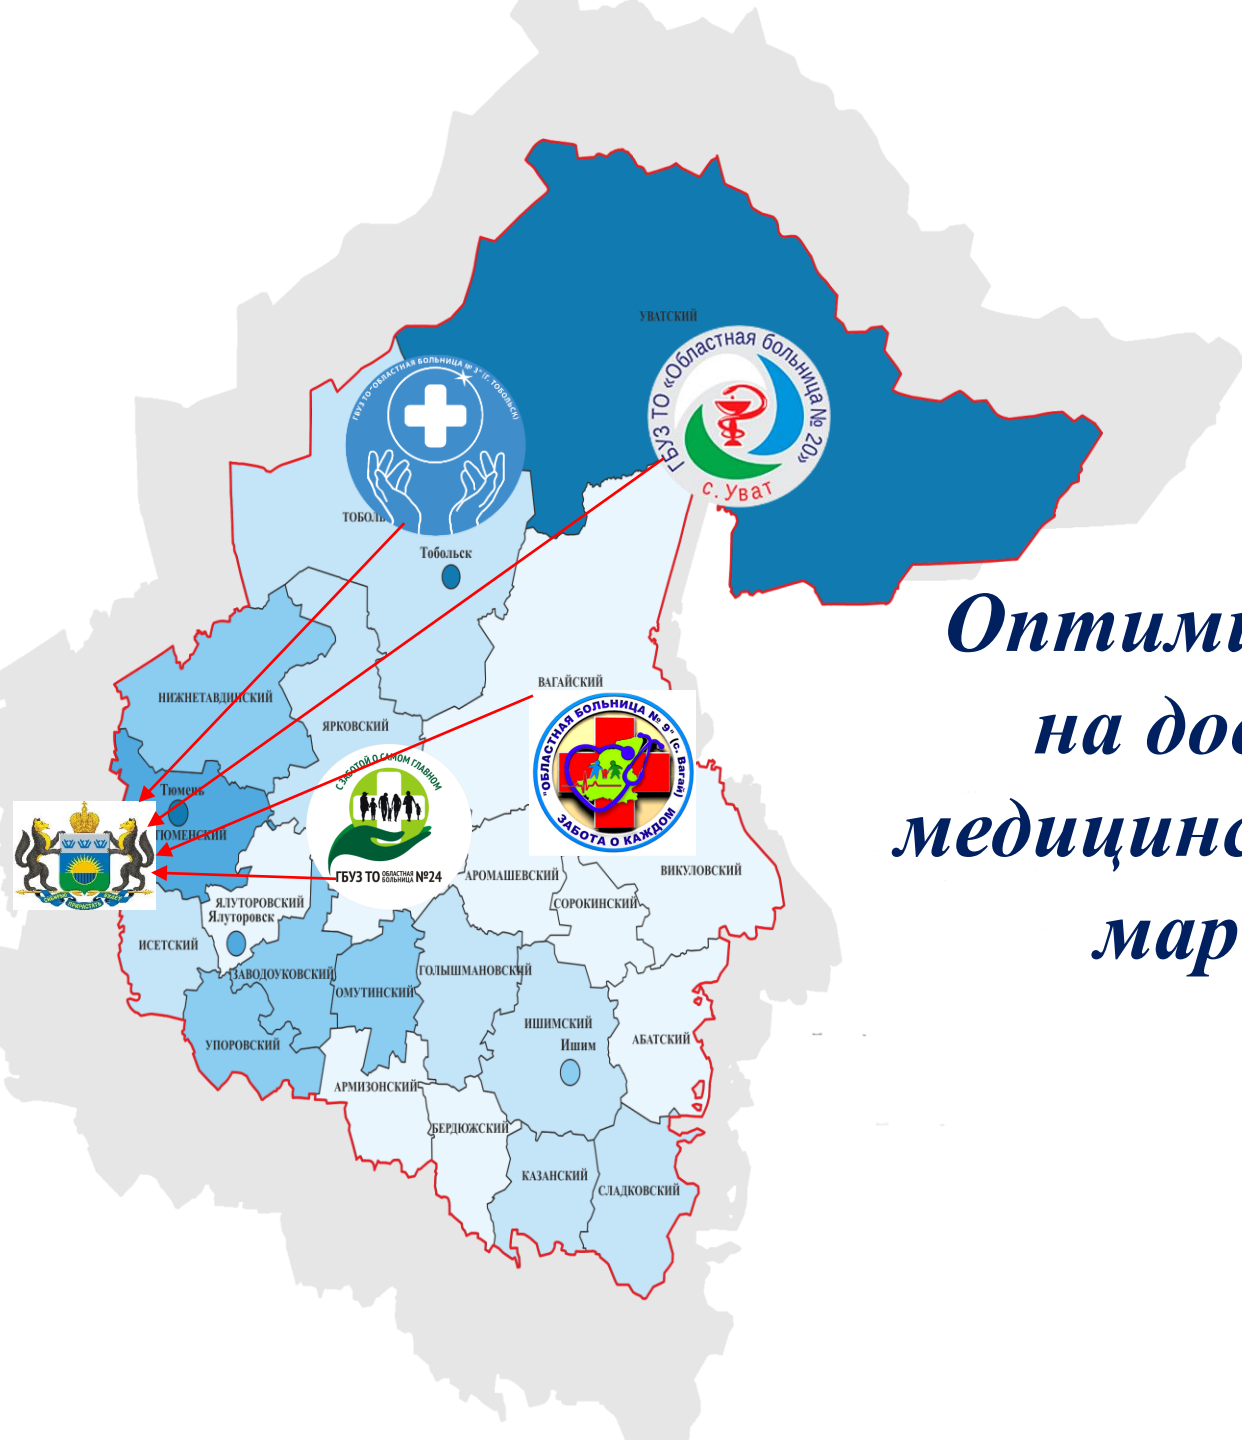 УВАТСКИЙ
ГБУЗ ТО «Областная больница № 20»
с. Уват
ГБУЗ ТО "ОБЛАСТНАЯ БОЛЬНИЦА № 3" (Г. ТОБОЛЬСК)
ТОБОЛЬ
Тобольск
Оптими
на дос
медицинс
мар
ВАГАЙСКИЙ
НИЖНЕТАВДИНСКИЙ
ЯРКОВСКИЙ
"ОБЛАСТНАЯ БОЛЬНИЦА № 9" (с. Вагай)
ЗАБОТА О КАЖДОМ
С ЗАБОТОЙ О САМОМ ГЛАВНОМ
ГБУЗ ТО ОБЛАСТНАЯ БОЛЬНИЦА №24
Тюмень
ТЮМЕНСКИЙ
АРОМАШЕВСКИЙ
ВИКУЛОВСКИЙ
СОРОКИНСКИЙ
ЯЛУТОРОВСКИЙ
Ялуторовск
ИСЕТСКИЙ
ЗАВОДОУКОВСКИЙ
ГОЛЫШМАНОВСКИЙ
ОМУТИНСКИЙ
ИШИМСКИЙ
Ишим
АБАТСКИЙ
УПОРОВСКИЙ
АРМИЗОНСКИЙ
БЕРДЮЖСКИЙ
КАЗАНСКИЙ
СЛАДКОВСКИЙ